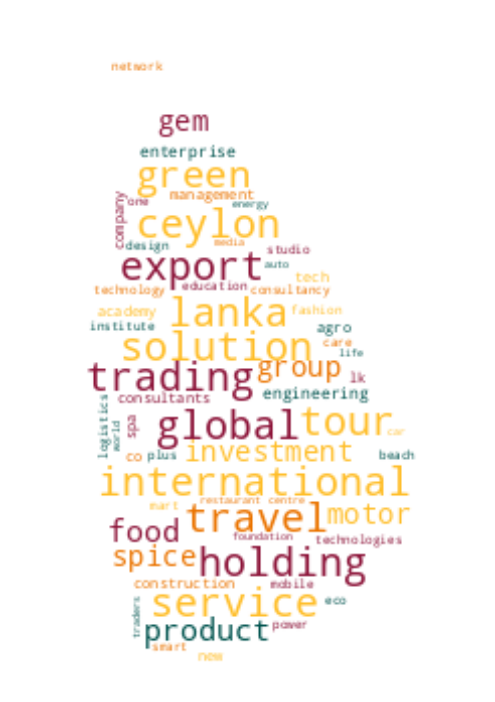 network
gem
enterprise
green
management
company
one
energy
ceylon
design
media
studio
export
auto
tech
technology
education
consultancy
academy
lanka
fashion
institute
agro
solution
care
life
trading
group
lk
consultants
engineering
logistics
world
spa
global
tour
car
co
plus
investment
beach
international
mart
restaurant
centre
travel
motor
food
foundation
technologies
spice
holding
construction
mobile
service
eco
traders
product
power
smart
new